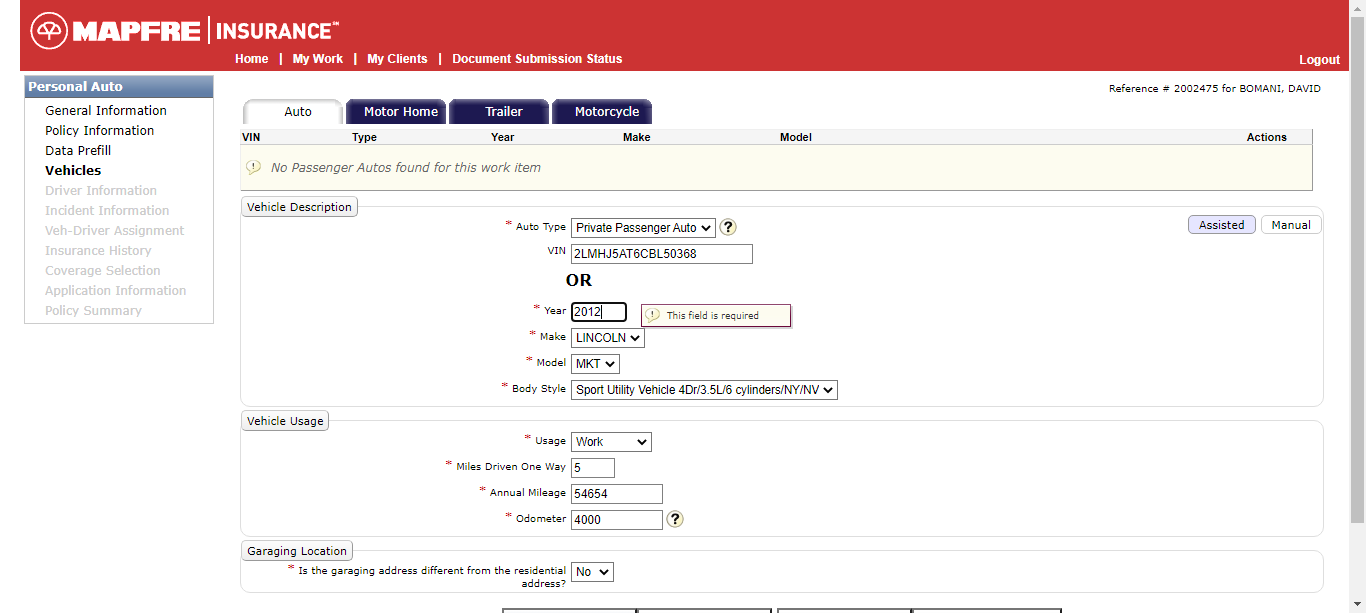 MAPFRE | INSURANCE℠
Home | My Work | My Clients | Document Submission Status
Logout
Personal Auto
General Information
Policy Information
Data Prefill
Vehicles
Driver Information
Incident Information
Veh-Driver Assignment
Insurance History
Coverage Selection
Application Information
Policy Summary
Reference # 2002475 for BOMANI, DAVID
Auto Motor Home Trailer Motorcycle
VIN Type Year Make Model Actions
No Passenger Autos found for this work item
Vehicle Description
* Auto Type Private Passenger Auto ?
Assisted Manual
VIN 2LMHJ5AT6CBL50368
OR
* Year 2012 This field is required
* Make LINCOLN
* Model MKT
* Body Style Sport Utility Vehicle 4Dr/3.5L/6 cylinders/NY/NV
Vehicle Usage
* Usage Work
* Miles Driven One Way 5
* Annual Mileage 54654
* Odometer 4000 ?
Garaging Location
* Is the garaging address different from the residential
address? No